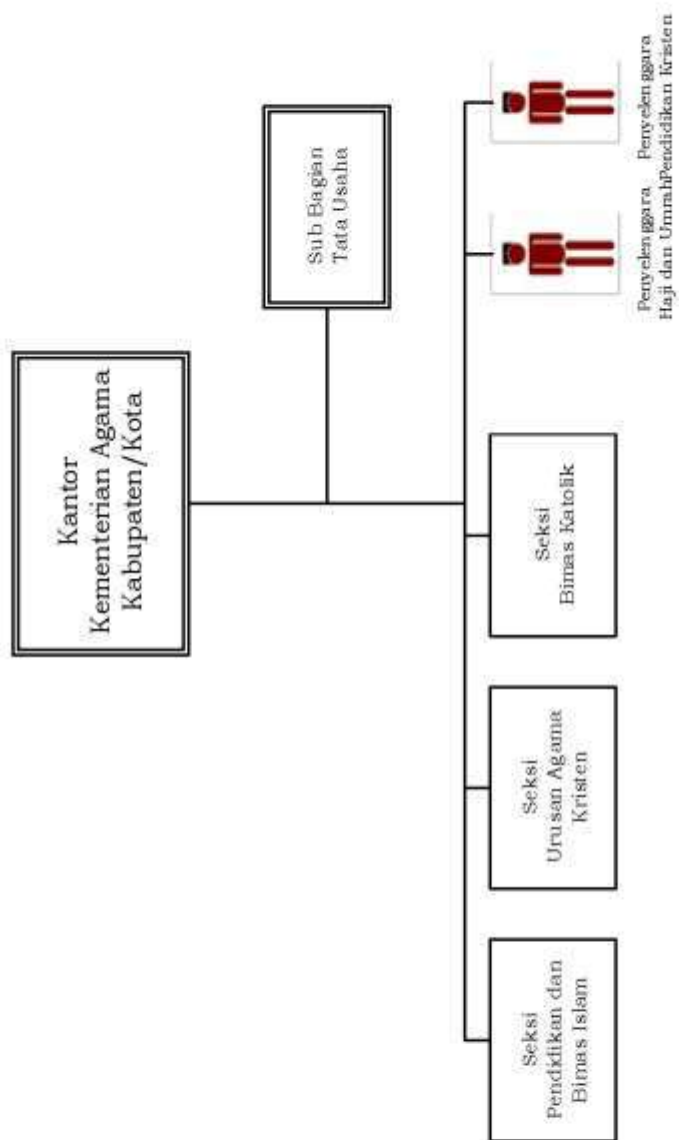 Kantor
Kementerian Agama
Kabupaten/Kota
Sub Bagian
Tata Usaha
Seksi
Pendidikan dan
Bimas Islam
Seksi
Urusan Agama
Kristen
Seksi
Bimas Katolik
Penyelenggara
Haji dan Umrah
Penyelenggara
Pendidikan Kristen